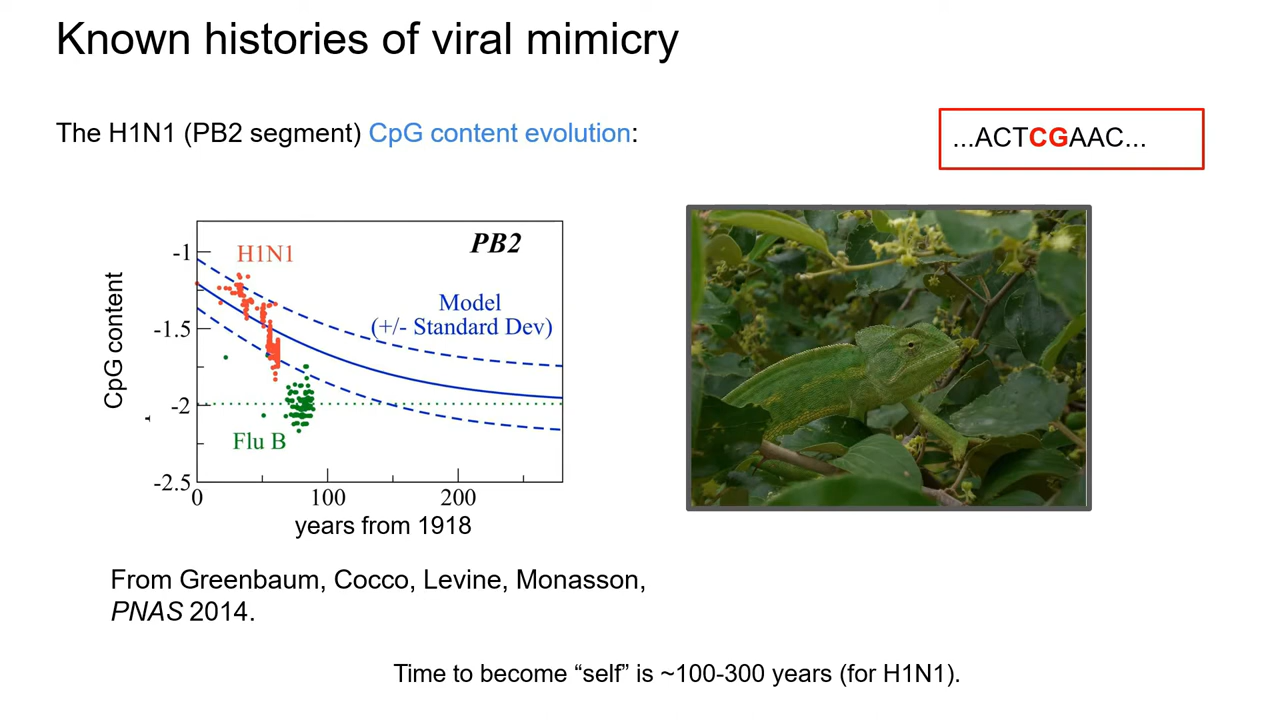 Known histories of viral mimicry
The H1N1 (PB2 segment) CpG content evolution:
...ACTCGAAC...
PB2
H1N1
Model
(+/- Standard Dev)
Flu B
CpG content
-1
-1.5
-2
-2.5
0
100
200
years from 1918
From Greenbaum, Cocco, Levine, Monasson,
PNAS 2014.
Time to become “self” is ~100-300 years (for H1N1).